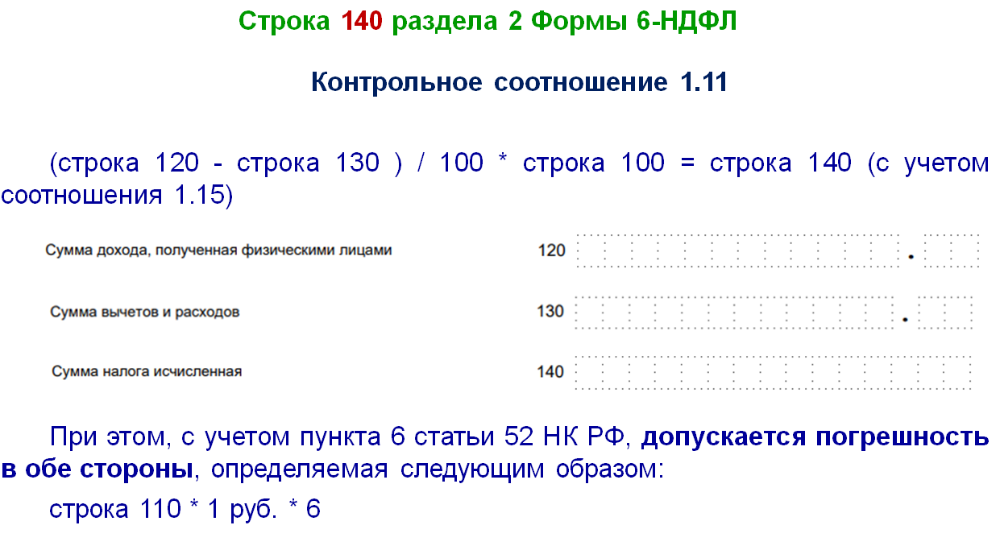 Строка 140 раздела 2 Формы 6-НДФЛ
Контрольное соотношение 1.11
(строка 120 - строка 130 ) / 100 * строка 100 = строка 140 (с учетом
соотношения 1.15)
Сумма дохода, полученная физическими лицами 120 .
Сумма вычетов и расходов 130 .
Сумма налога исчисленная 140
При этом, с учетом пункта 6 статьи 52 НК РФ, допускается погрешность
в обе стороны, определяемая следующим образом:
строка 110 * 1 руб. * 6